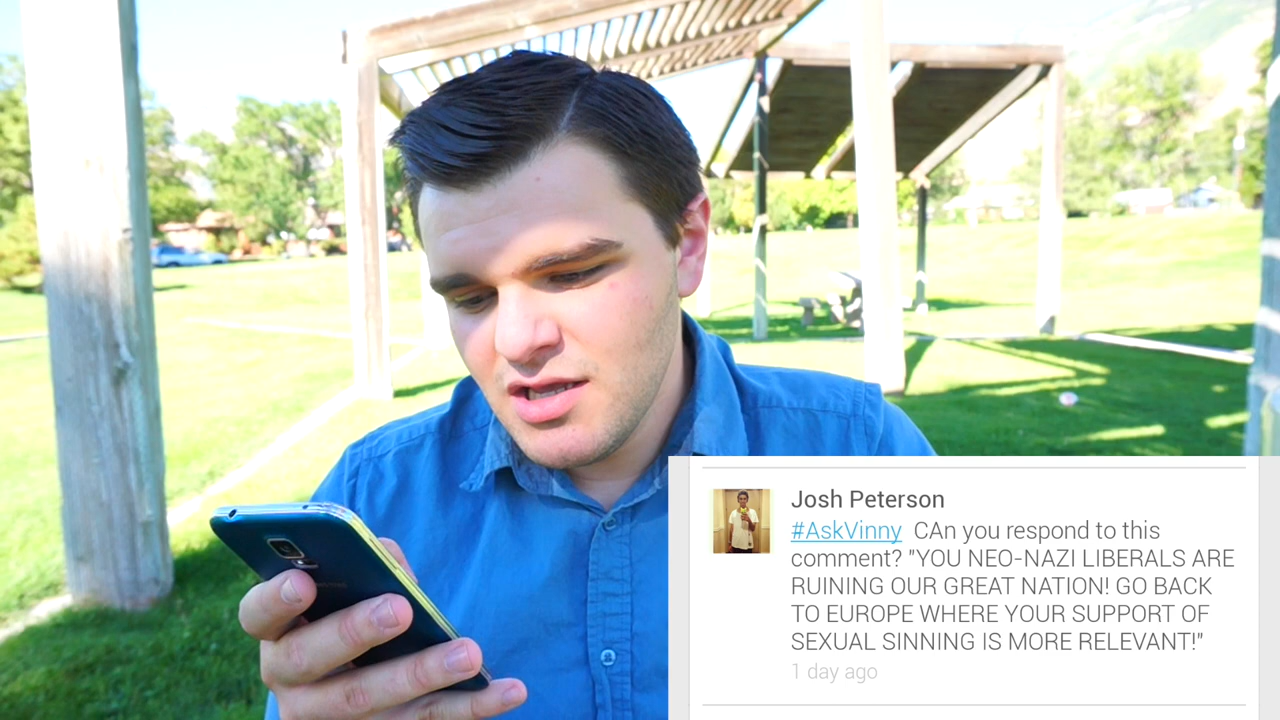 Josh Peterson
#AskVinny CAn you respond to this
comment? "YOU NEO-NAZI LIBERALS ARE
RUINING OUR GREAT NATION! GO BACK
TO EUROPE WHERE YOUR SUPPORT OF
SEXUAL SINNING IS MORE RELEVANT!"
1 day ago